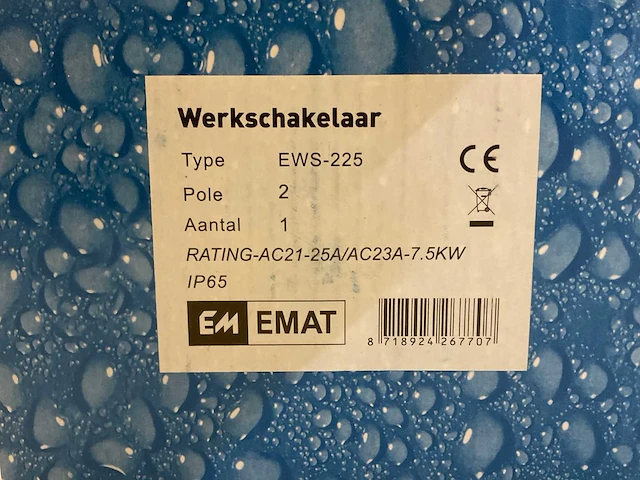 Werkschakelaar
Type EWS-225 CE
Pole 2
Aantal 1
RATING-AC21-25A/AC23A-7.5KW
IP65
EM EMAT
8 718924 267707